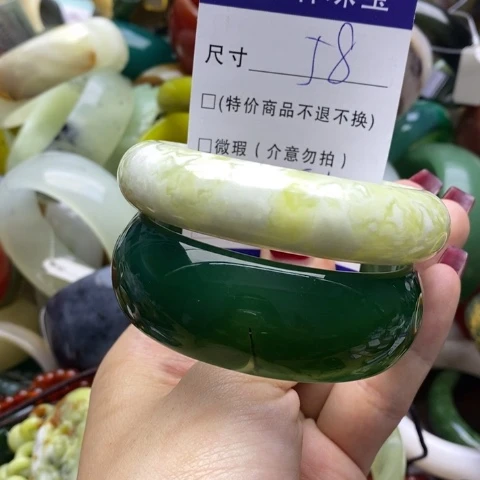 尺寸 58
□(特价商品不退不换)
□微瑕（介意勿拍）